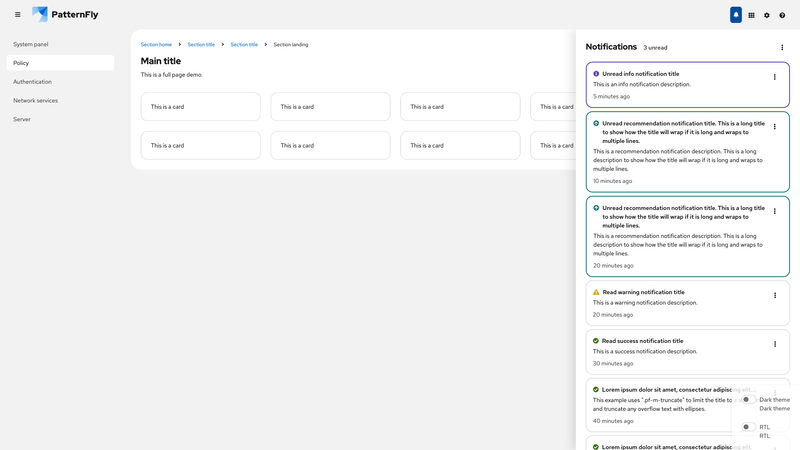 PatternFly
System panel
Policy
Authentication
Network services
Server
Section home
Section title
Section title
Section landing
Main title
This is a full page demo.
This is a card
This is a card
This is a card
This is a card
This is a card
This is a card
This is a card
This is a card
Notifications
3 unread
Unread info notification title
This is an info notification description.
5 minutes ago
Unread recommendation notification title. This is a long title
to show how the title will wrap if it is long and wraps to
multiple lines.
This is a recommendation notification description. This is a long
description to show how the title will wrap if it is long and wraps to
multiple lines.
10 minutes ago
Unread recommendation notification title. This is a long title
to show how the title will wrap if it is long and wraps to
multiple lines.
This is a recommendation notification description. This is a long
description to show how the title will wrap if it is long and wraps to
multiple lines.
20 minutes ago
Read warning notification title
This is a warning notification description.
20 minutes ago
Read success notification title
This is a success notification description.
30 minutes ago
Lorem ipsum dolor sit amet, consectetur adipiscing elit...
This example uses ".pf-m-truncate" to limit the title to a
and truncate any overflow text with ellipses.
40 minutes ago
Lorem ipsum dolor sit amet, consectetur adipiscing
Dark theme
Dark theme
RTL
RTL